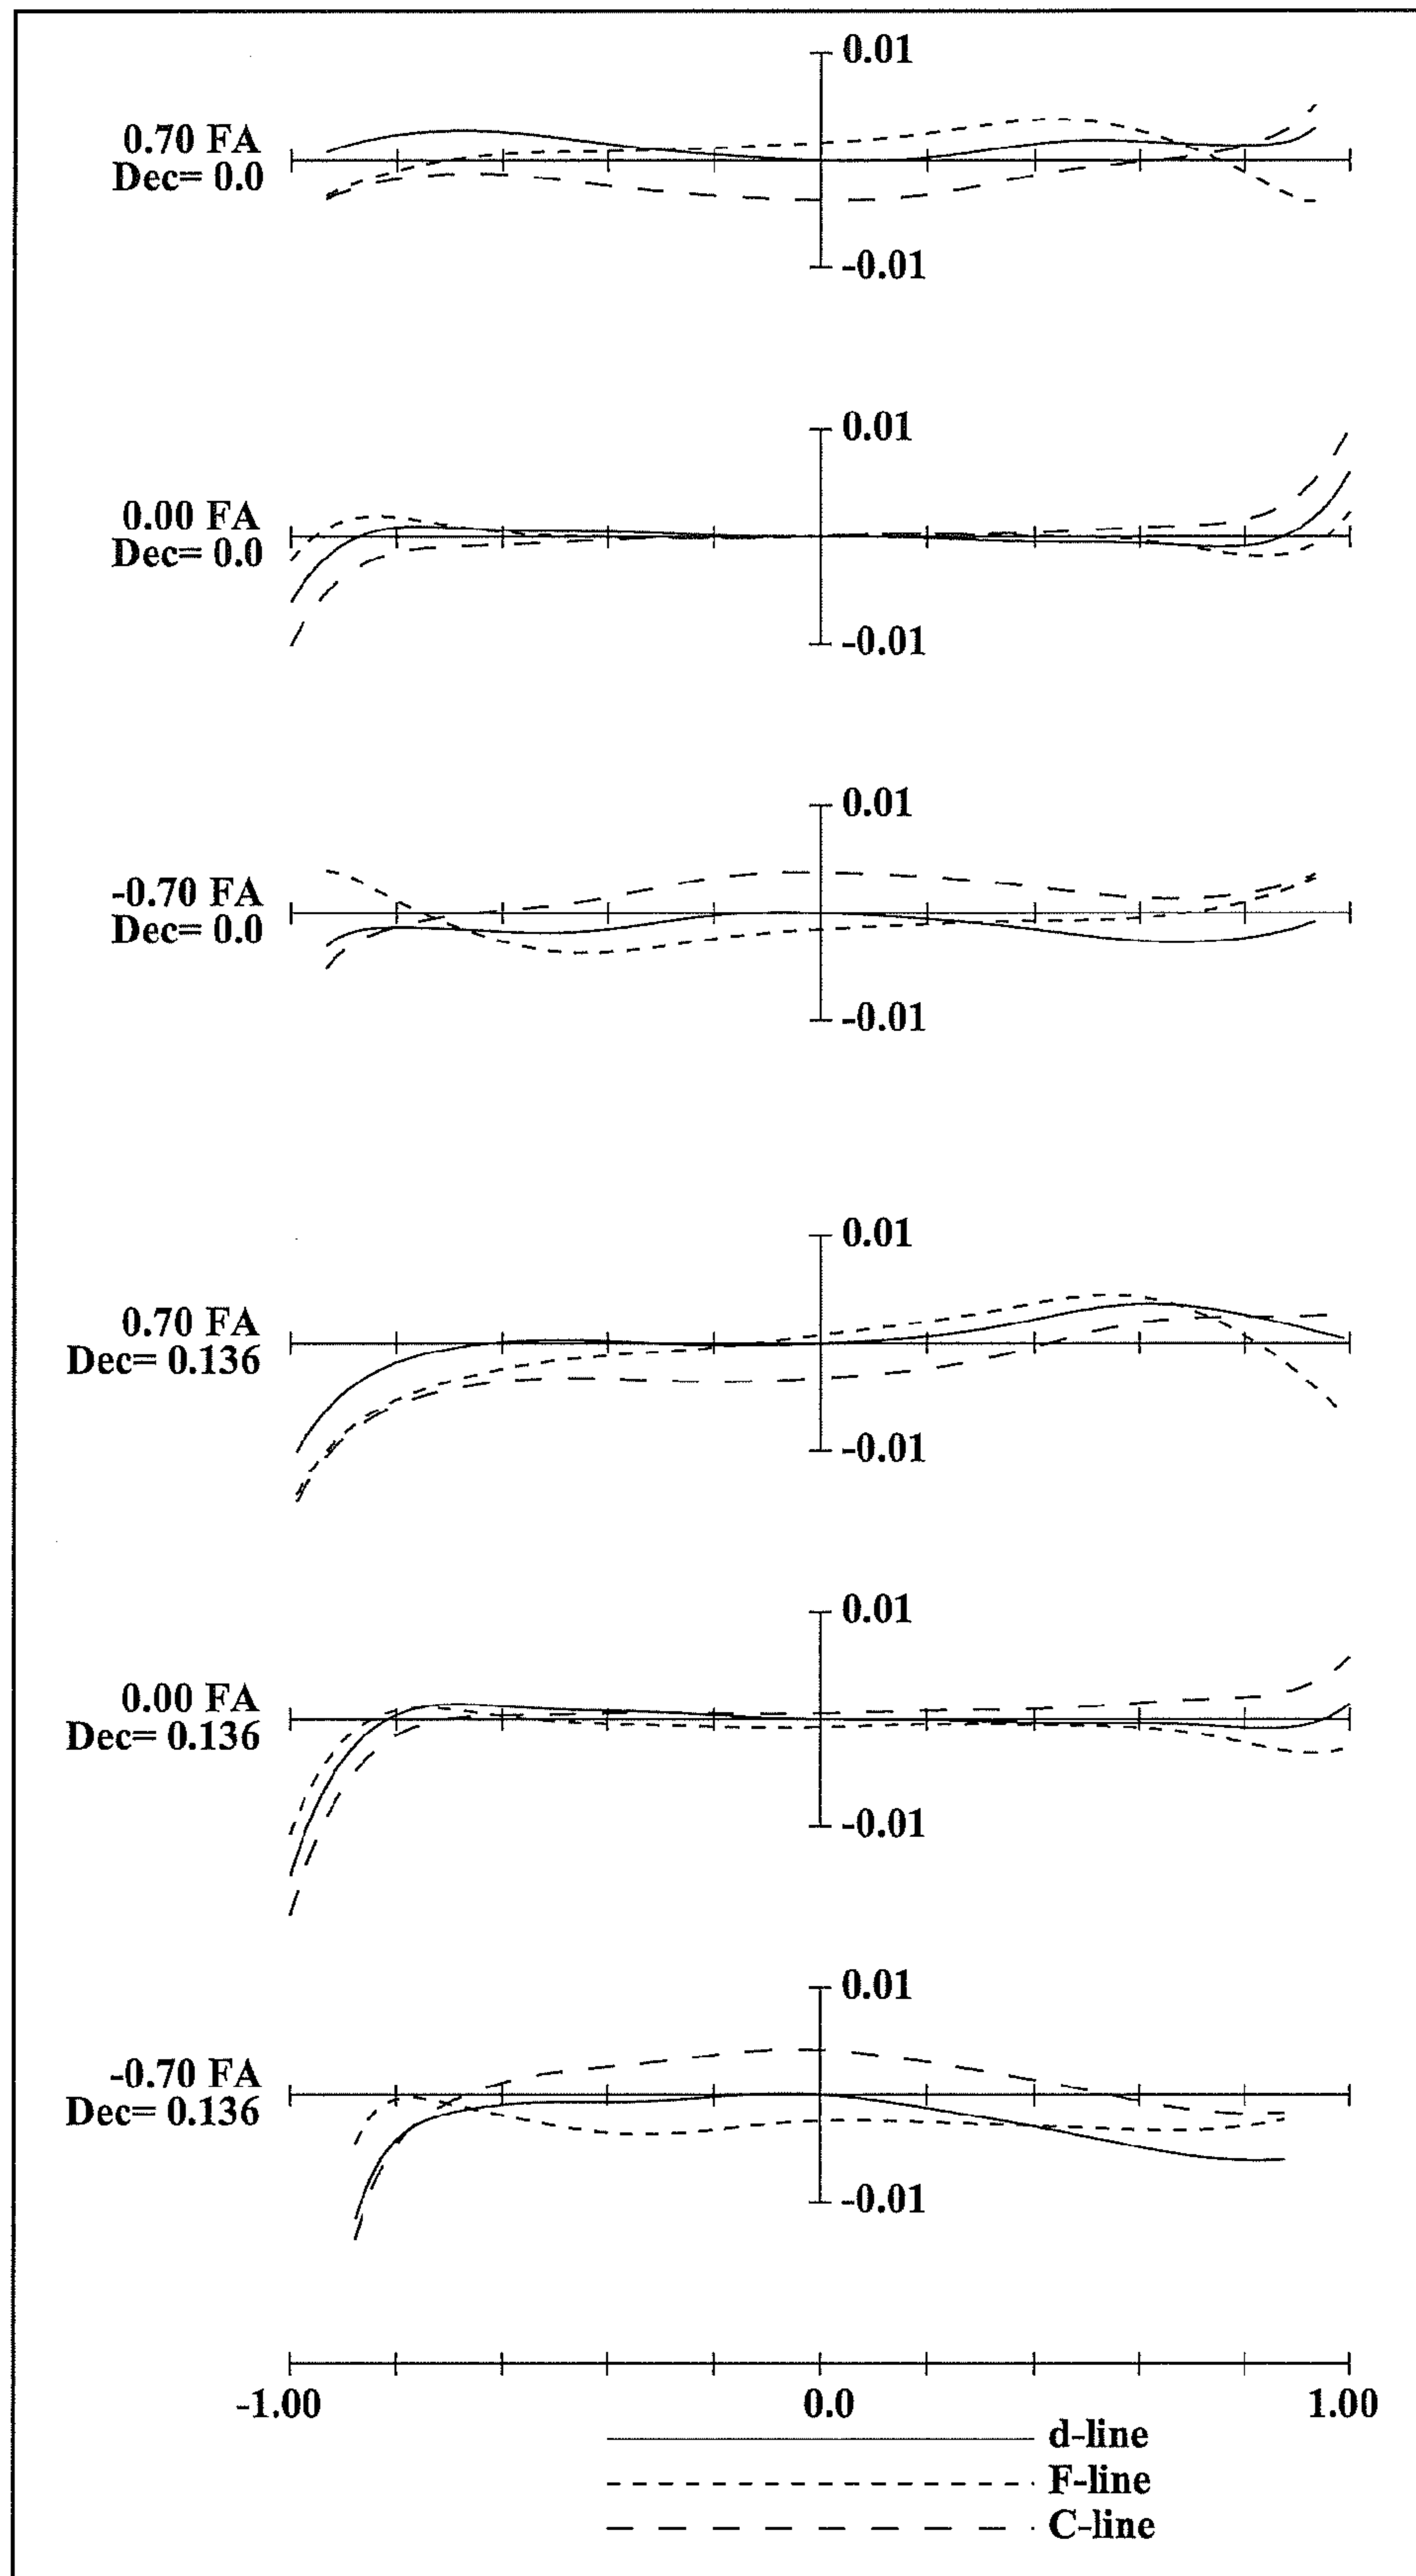 0.01
0.70 FA
Dec= 0.0
-0.01
0.01
0.00 FA
Dec= 0.0
-0.01
0.01
-0.70 FA
Dec= 0.0
-0.01
0.01
0.70 FA
Dec= 0.136
-0.01
0.01
0.00 FA
Dec= 0.136
-0.01
0.01
-0.70 FA
Dec= 0.136
-0.01
-1.00 0.0 1.00
d-line
F-line
C-line